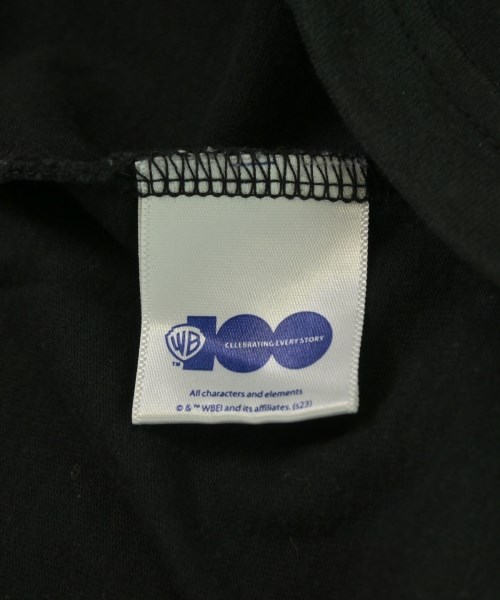 WB 100
CELEBRATING EVERY STORY
™
All characters and elements
© & ™ WBEI and its affiliates. (s23)